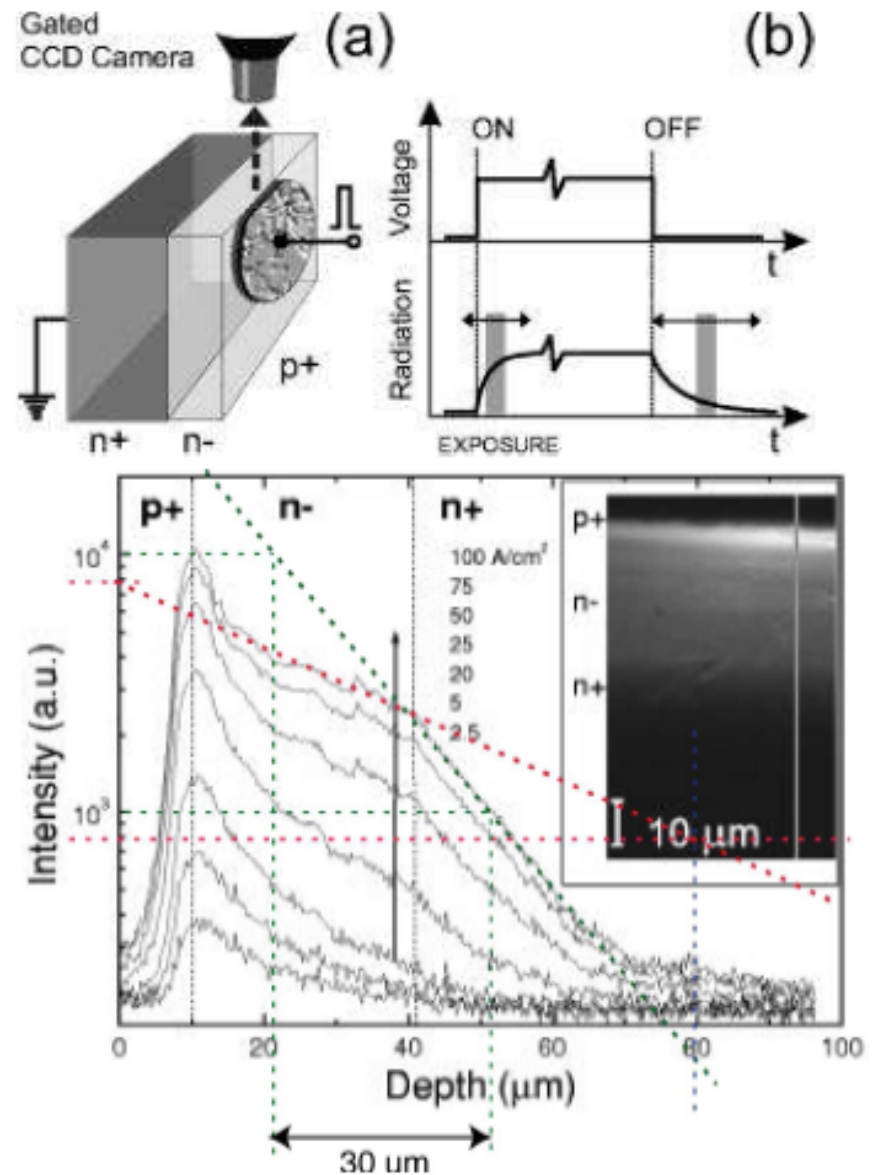 Gated
CCD Camera
(a)
p+
n+ n-
(b)
ON OFF
Voltage
t
Radiation
EXPOSURE
t
p+ n- n+
10⁴
10³
Intensity (a.u.)
100 A/cm²
75
50
25
20
5
2.5
p+
n-
n+
10 μm
0 20 40 60 80 100
Depth (μm)
30 um